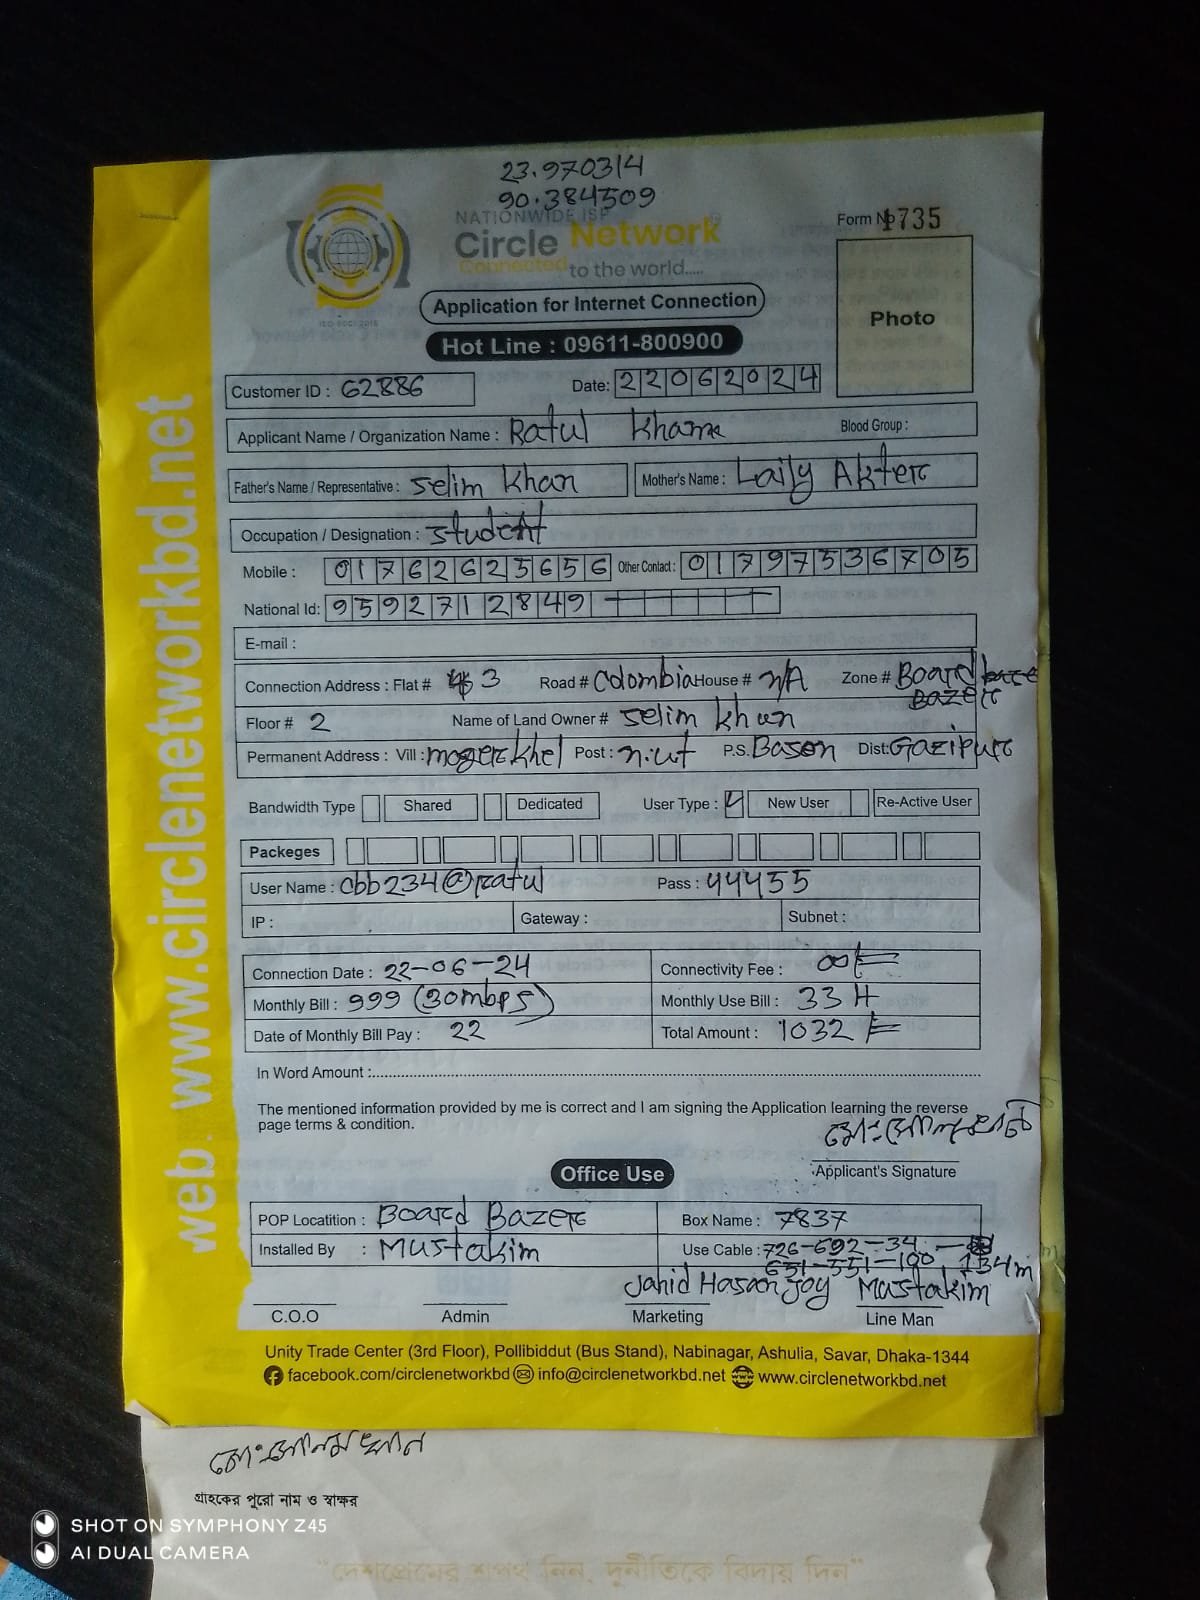 23.970314
90.384509
NATIONWIDE ISP
Circle Network
Connected to the world.....
Form No 1735
Photo
ISO 9001:2015
Application for Internet Connection
Hot Line : 09611-800900
Customer ID : 62886
Date: 22062024
Applicant Name / Organization Name : Ratul Khan
Blood Group :
Father's Name / Representative : Selim Khan
Mother's Name : Laily Akter
Occupation / Designation : Student
Mobile : 01762625656 Other Contact : 01797536705
National Id: 9592712849
E-mail :
Connection Address : Flat # 3 Road # Colombia House # n/A Zone # Board
Bazer
Floor # 2 Name of Land Owner # Selim khan
Permanent Address : Vill : mogerkhel Post : n.ut P.S. Bason Dist: Gazipur
Bandwidth Type Shared Dedicated User Type : New User Re-Active User
Packeges
User Name : cbb234@ratul Pass : 44455
IP : Gateway : Subnet :
Connection Date : 22-06-24 Connectivity Fee : 00/=
Monthly Bill : 999 (30mbps) Monthly Use Bill : 33
Date of Monthly Bill Pay : 22 Total Amount : 1032/=
In Word Amount :
The mentioned information provided by me is correct and I am signing the Application learning the reverse
page terms & condition.
Applicant's Signature
Office Use
POP Locatition : Board Bazer Box Name : 7837
Installed By : Mustakim Use Cable : 726-692-34
651-551-100 134m
Jahid Hasan Joy Mastakim
C.O.O Admin Marketing Line Man
Unity Trade Center (3rd Floor), Pollibiddut (Bus Stand), Nabinagar, Ashulia, Savar, Dhaka-1344
facebook.com/circlenetworkbd info@circlenetworkbd.net www.circlenetworkbd.net
web. www.circlenetworkbd.net
গ্রাহকের পুরো নাম ও স্বাক্ষর
SHOT ON SYMPHONY Z45
AI DUAL CAMERA
“দেশপ্রেমের শপথ নিন, দুর্নীতিকে বিদায় দিন”